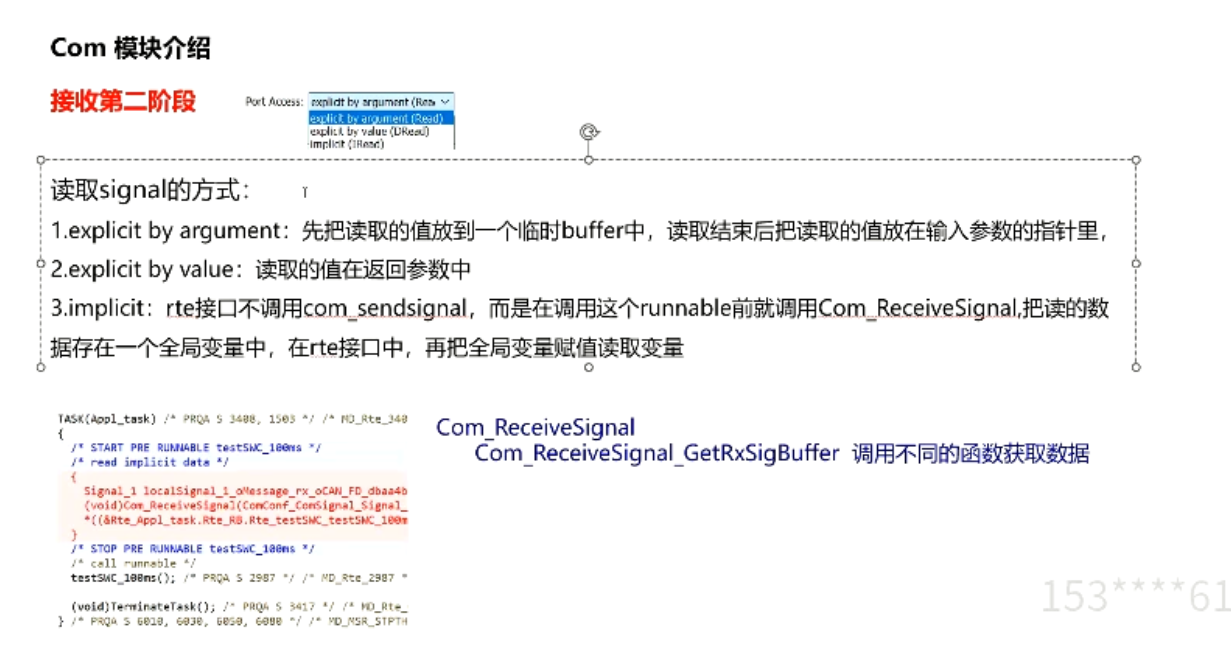 Com 模块介绍
接收第二阶段
Port Access: explicit by argument (Rea
explicit by argument (Read)
explicit by value (DRead)
implicit (IRead)
读取signal的方式：
1.explicit by argument：先把读取的值放到一个临时buffer中，读取结束后把读取的值放在输入参数的指针里，
2.explicit by value：读取的值在返回参数中
3.implicit：rte接口不调用com_sendsignal，而是在调用这个runnable前就调用Com_ReceiveSignal,把读的数
据存在一个全局变量中，在rte接口中，再把全局变量赋值读取变量
TASK(Appl_task) /* PRQA S 3408, 1503 */ /* MD_Rte_340
{
/* START PRE RUNNABLE testSWC_100ms */
/* read implicit data */
{
Signal_1 localSignal_1_oMessage_rx_oCAN_FD_dbaa4b
(void)Com_ReceiveSignal(ComConf_ComSignal_Signal_
*((&Rte_Appl_task.Rte_RB.Rte_testSWC_testSWC_100m
}
/* STOP PRE RUNNABLE testSWC_100ms */
/* call runnable */
testSWC_100ms(); /* PRQA S 2987 */ /* MD_Rte_2987 *
(void)TerminateTask(); /* PRQA S 3417 */ /* MD_Rte_
} /* PRQA S 6010, 6030, 6050, 6080 */ /* MD_MSR_STPTH
Com_ReceiveSignal
Com_ReceiveSignal_GetRxSigBuffer 调用不同的函数获取数据
153****61